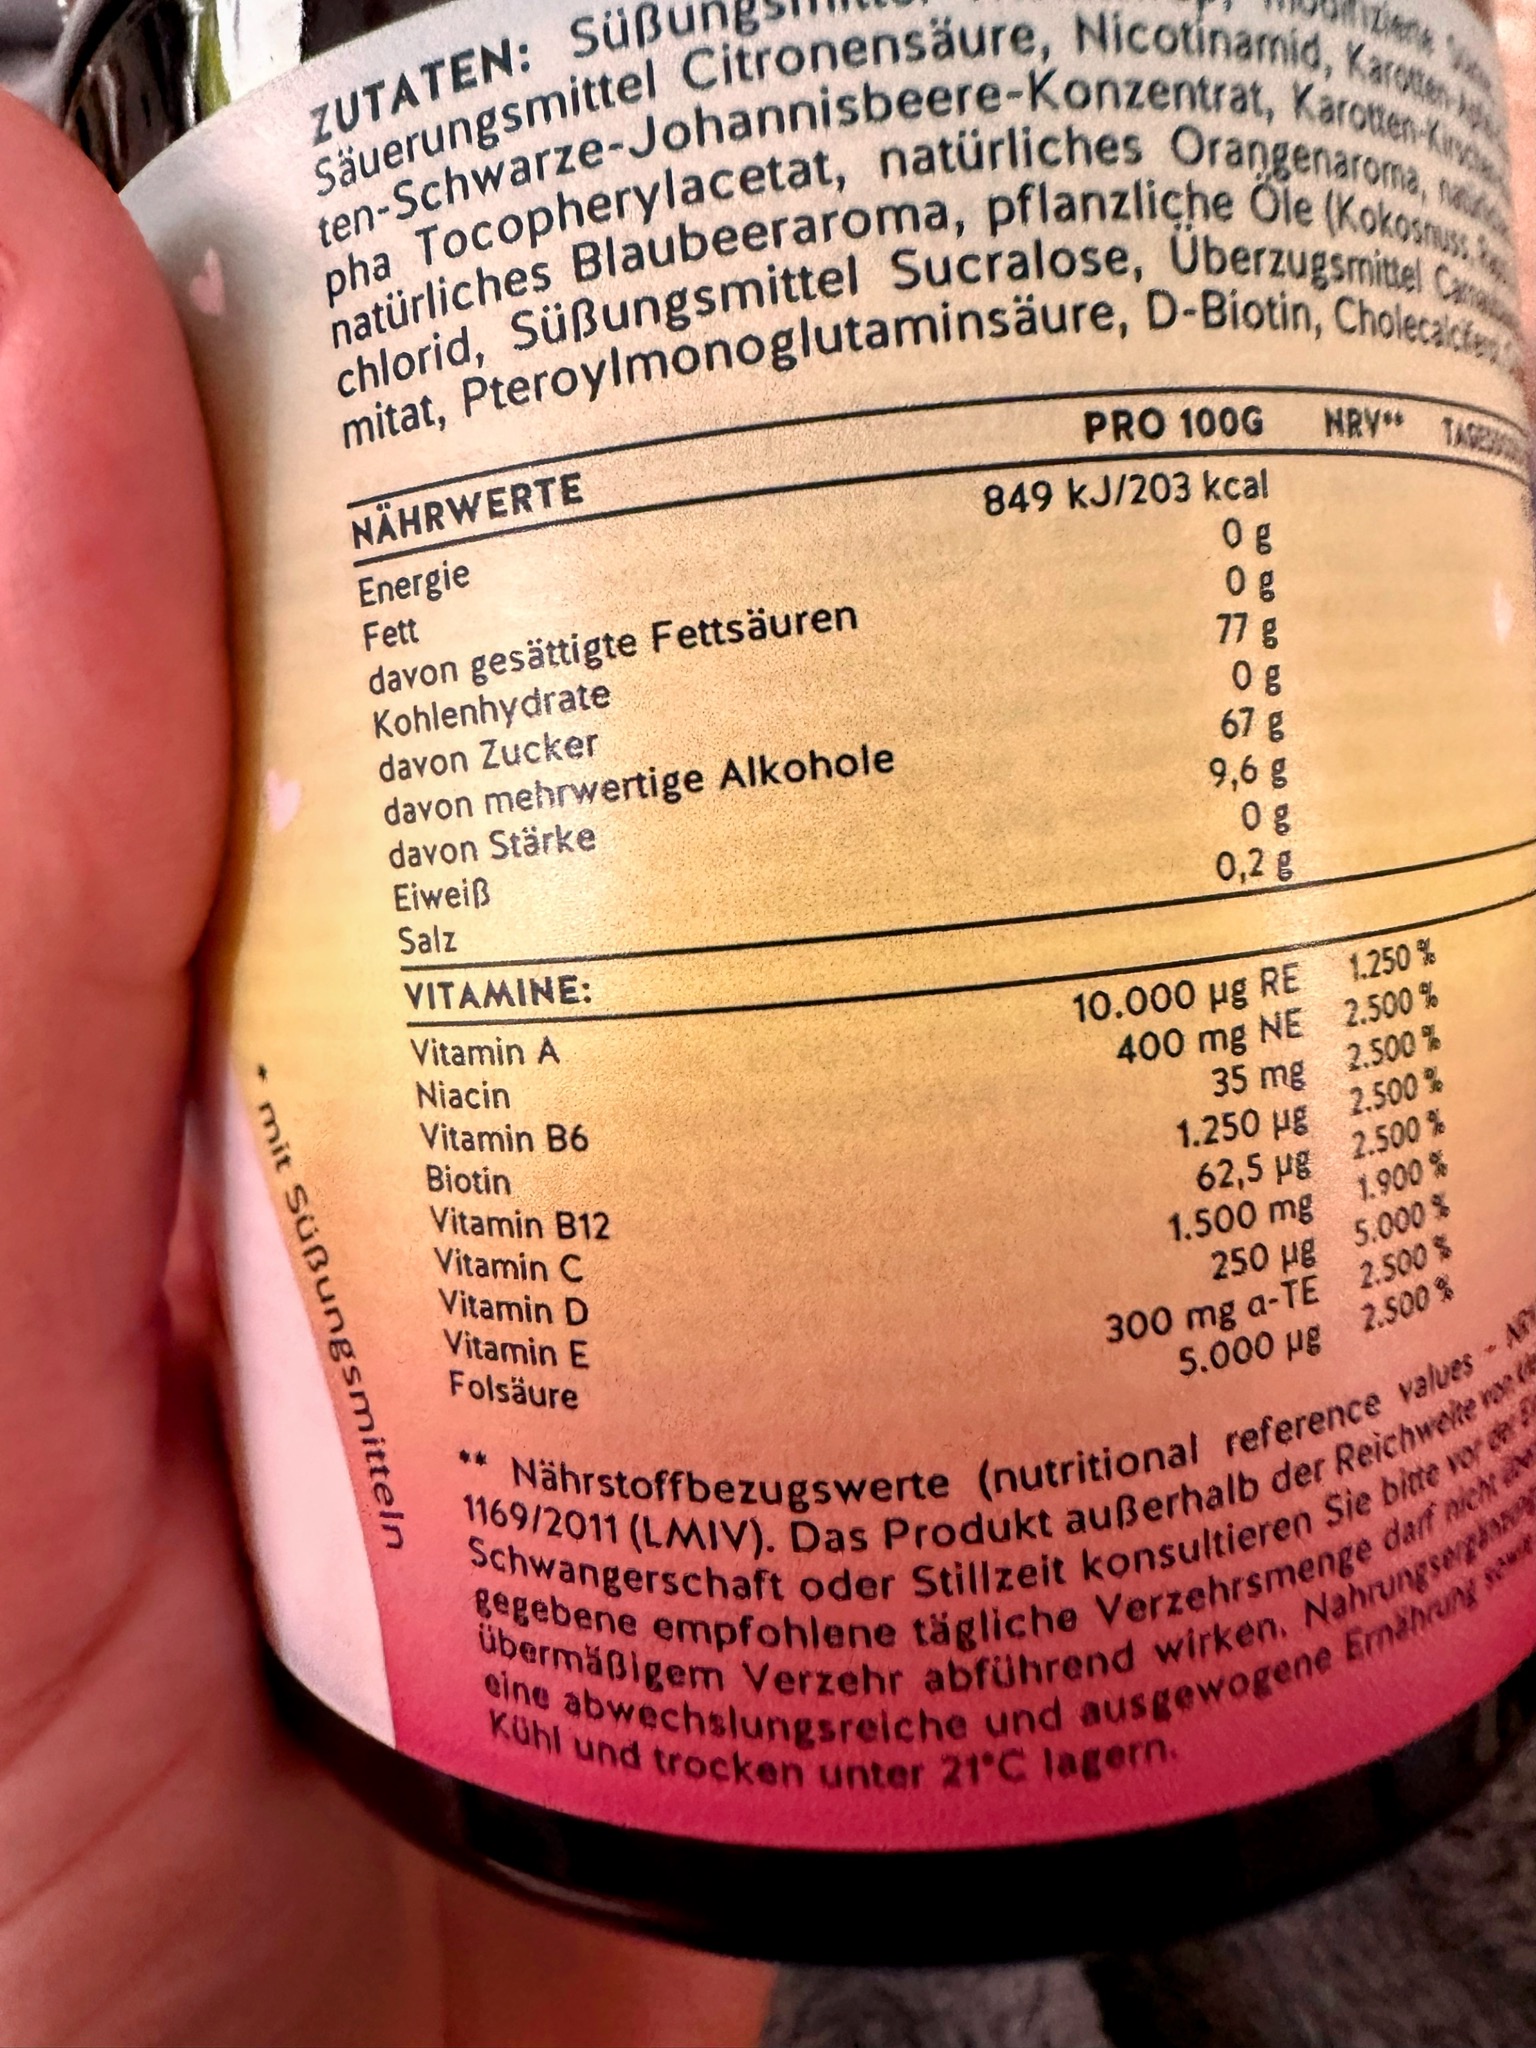 ZUTATEN: Süßungsmittel
Säuerungsmittel Citronensäure, Nicotinamid, Karotten-
ten-Schwarze-Johannisbeere-Konzentrat, Karotten-Kirschen
pha Tocopherylacetat, natürliches Orangenaroma,
natürliches Blaubeeraroma, pflanzliche Öle (Kokosnuss,
chlorid, Süßungsmittel Sucralose, Überzugsmittel
mitat, Pteroylmonoglutaminsäure, D-Biotin, Cholecalciferol,
NÄHRWERTE PRO 100G NRV**
Energie 849 kJ/203 kcal
Fett 0 g
davon gesättigte Fettsäuren 0 g
Kohlenhydrate 77 g
davon Zucker 0 g
davon mehrwertige Alkohole 67 g
davon Stärke 9,6 g
Eiweiß 0 g
Salz 0,2 g
VITAMINE:
Vitamin A 10.000 µg RE 1.250 %
Niacin 400 mg NE 2.500 %
Vitamin B6 35 mg 2.500 %
Biotin 1.250 µg 2.500 %
Vitamin B12 62,5 µg 2.500 %
Vitamin C 1.500 mg 1.900 %
Vitamin D 250 µg 5.000 %
Vitamin E 300 mg α-TE 2.500 %
Folsäure 5.000 µg 2.500 %
** Nährstoffbezugswerte (nutritional reference values -
1169/2011 (LMIV). Das Produkt außerhalb der Reichweite von
Schwangerschaft oder Stillzeit konsultieren Sie bitte vor der
gegebene empfohlene tägliche Verzehrsmenge darf nicht
übermäßigem Verzehr abführend wirken.
eine abwechslungsreiche und ausgewogene Ernährung
Kühl und trocken unter 21°C lagern.
* mit Süßungsmitteln